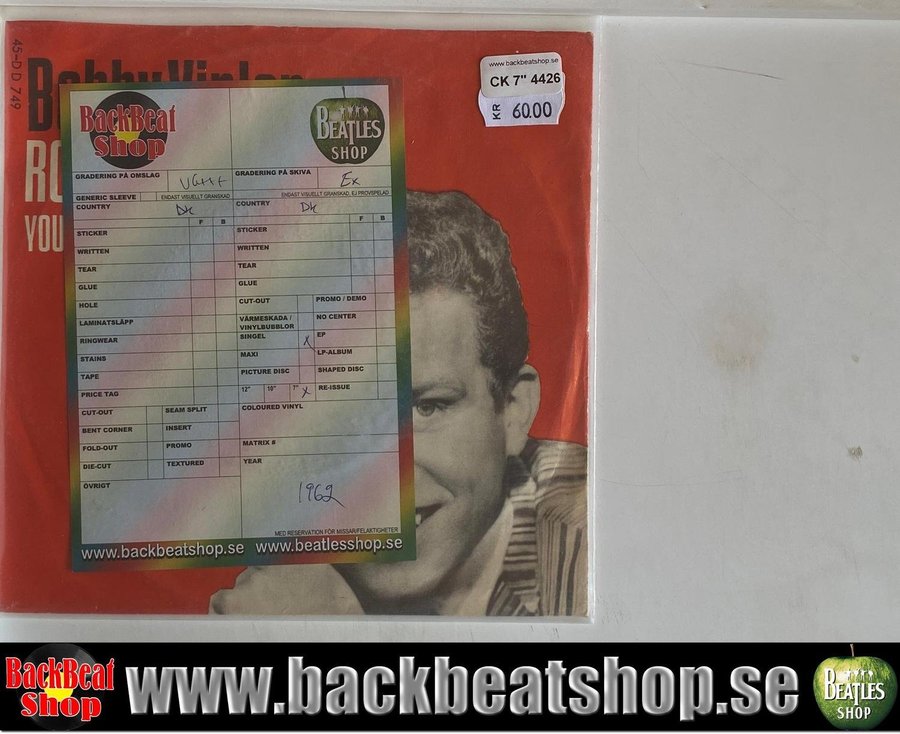 45-DD 749
Bobby Vinton
RO
YOU
www.backbeatshop.se
CK 7" 4426
KR 60.00
BackBeat Shop
BEATLES SHOP
GRADERING PÅ OMSLAG VG++
GRADERING PÅ SKIVA Ex
GENERIC SLEEVE ENDAST VISUELLT GRANSKAD
ENDAST VISUELLT GRANSKAD, EJ PROVSPELAD
COUNTRY DK
COUNTRY DK
F B
F B
STICKER
STICKER
WRITTEN
WRITTEN
TEAR
TEAR
GLUE
GLUE
HOLE
CUT-OUT
PROMO / DEMO
LAMINATSLÄPP
VÄRMESKADA / VINYLBUBBLOR
NO CENTER
RINGWEAR
SINGEL X
EP
STAINS
MAXI
LP-ALBUM
TAPE
PICTURE DISC
SHAPED DISC
PRICE TAG
12" 10" 7" X
RE-ISSUE
CUT-OUT
SEAM SPLIT
COLOURED VINYL
BENT CORNER
INSERT
FOLD-OUT
PROMO
MATRIX #
DIE-CUT
TEXTURED
YEAR
ÖVRIGT
1962
MED RESERVATION FÖR MISSAR/FELAKTIGHETER
www.backbeatshop.se www.beatlesshop.se
BackBeat Shop
www.backbeatshop.se
BEATLES SHOP